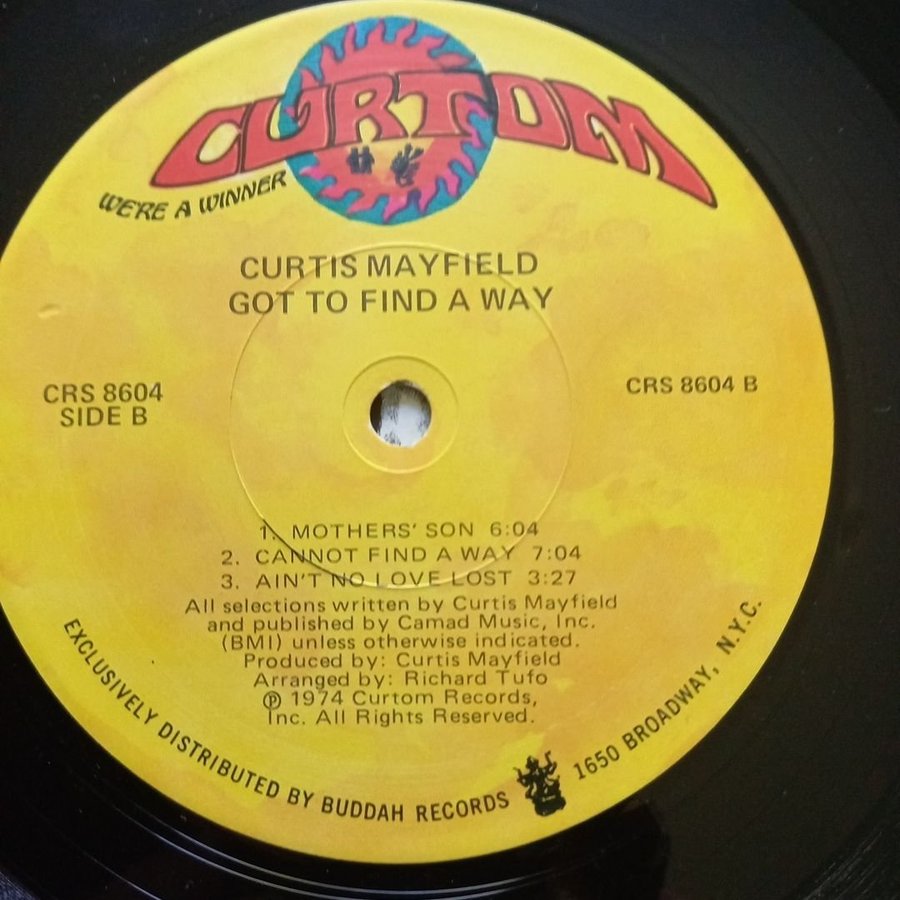 CURTOM
WE'RE A WINNER
CURTIS MAYFIELD
GOT TO FIND A WAY
CRS 8604
SIDE B
CRS 8604 B
1. MOTHERS' SON 6:04
2. CANNOT FIND A WAY 7:04
3. AIN'T NO LOVE LOST 3:27
All selections written by Curtis Mayfield
and published by Camad Music, Inc.
(BMI) unless otherwise indicated.
Produced by: Curtis Mayfield
Arranged by: Richard Tufo
℗ 1974 Curtom Records,
Inc. All Rights Reserved.
EXCLUSIVELY DISTRIBUTED BY BUDDAH RECORDS 1650 BROADWAY, N.Y.C.